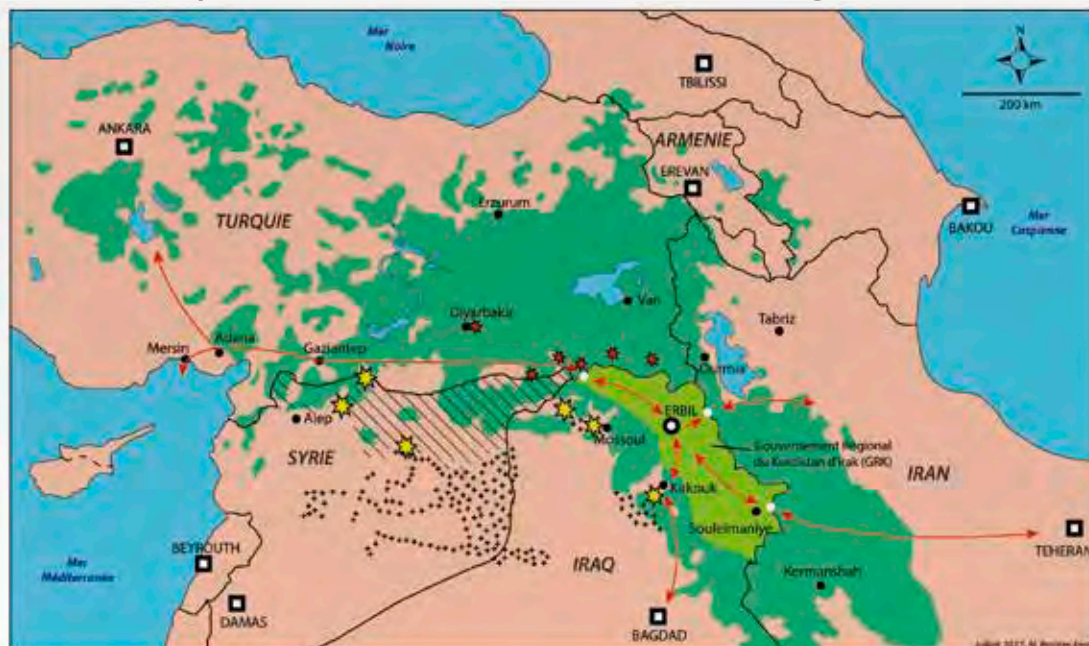 Mer
Noire
N
200 km
TBILISSI
ANKARA
ARMENIE
EREVAN
TURQUIE
Erzurum
BAKOU
Mer
Caspienne
Van
Diyarbakir
Tabriz
Mersin
Adana
Gaziantep
Ourmia
Alep
ERBIL
Mossoul
SYRIE
Gouvernement Régional
du Kurdistan d'Irak (GRK)
IRAN
Kirkouk
Souleimaniye
TEHERAN
BEYROUTH
Mer
Méditerranée
IRAQ
Kermanshah
DAMAS
BAGDAD